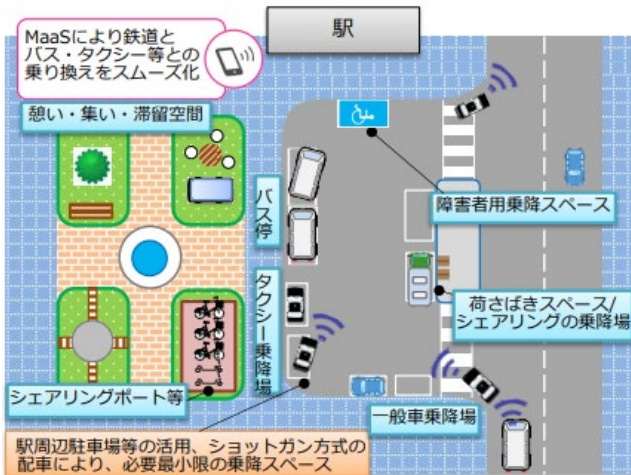 駅
MaaSにより鉄道と
バス・タクシー等との
乗り換えをスムーズ化
憩い・集い・滞留空間
バス停
障害者用乗降スペース
タクシー乗降場
荷さばきスペース/
シェアリングの乗降場
シェアリングポート等
一般車乗降場
駅周辺駐車場等の活用、ショットガン方式の
配車により、必要最小限の乗降スペース